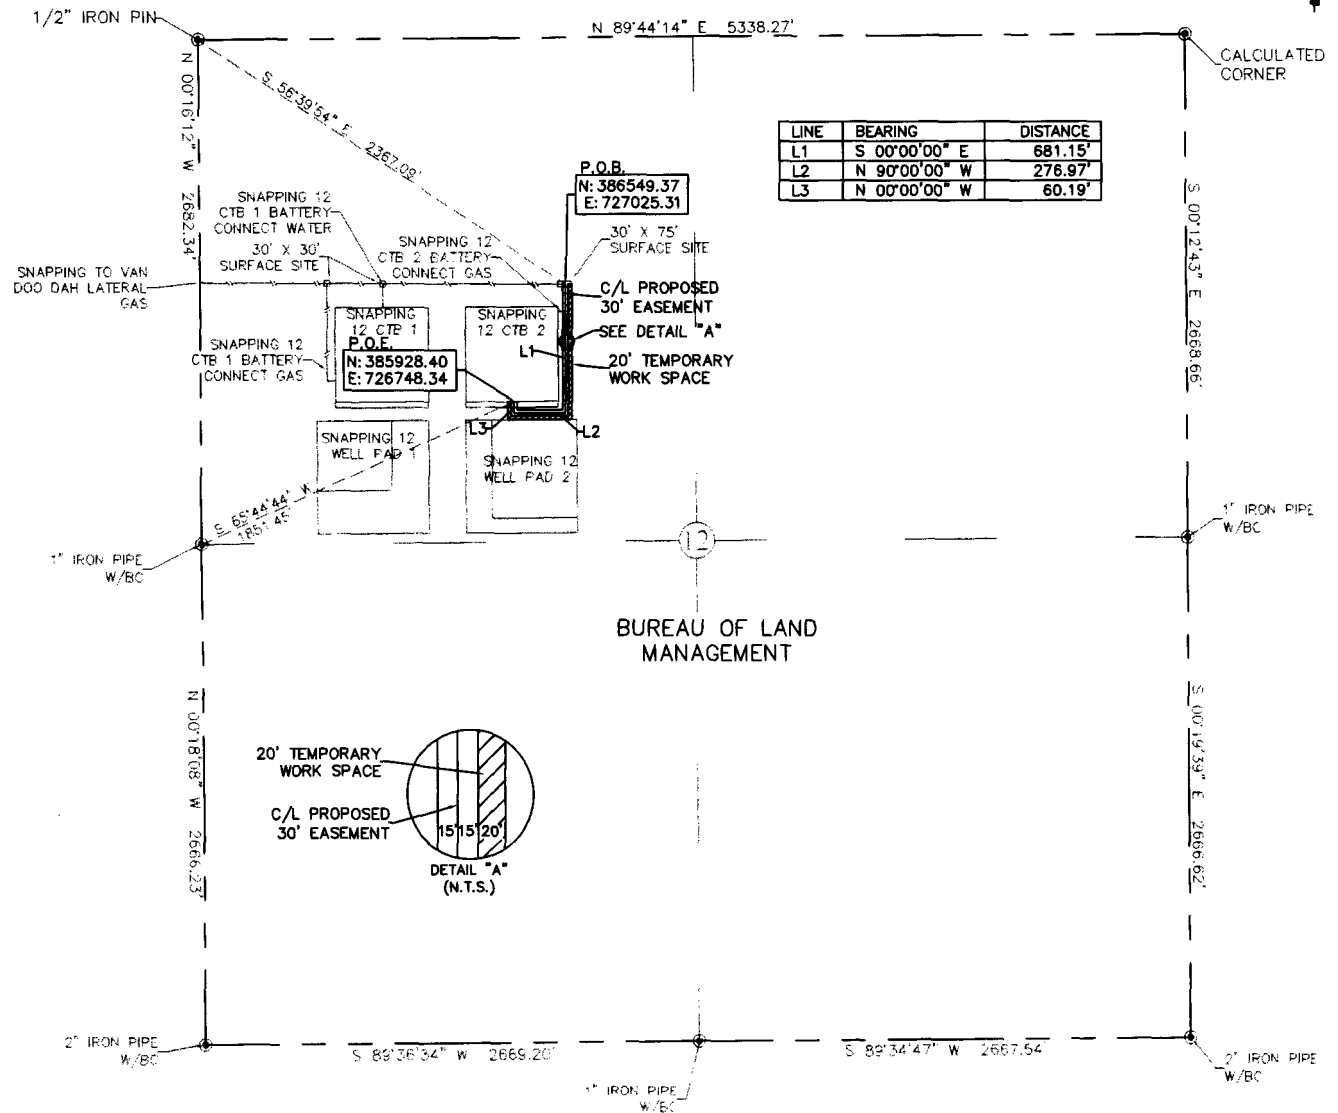 1/2" IRON PIN
N 89°44'14" E 5338.27'
CALCULATED
CORNER
N 00°16'12" W 2682.34'
S 56°39'54" E 2367.09'
LINE BEARING DISTANCE
L1 S 00°00'00" E 681.15'
L2 N 90°00'00" W 276.97'
L3 N 00°00'00" W 60.19'
P.O.B.
N: 386549.37
E: 727025.31
SNAPPING 12
CTB 1 BATTERY
CONNECT WATER
30' X 30'
SURFACE SITE
SNAPPING 12
CTB 2 BATTERY
CONNECT GAS
30' X 75'
SURFACE SITE
S 00°12'43" E 2668.66'
SNAPPING TO VAN
DOO DAH LATERAL
GAS
C/L PROPOSED
30' EASEMENT
SNAPPING
12 CTB 1
SNAPPING
12 CTB 2
SEE DETAIL "A"
P.O.E.
N: 385928.40
E: 726748.34
SNAPPING 12
CTB 1 BATTERY
CONNECT GAS
L1
20' TEMPORARY
WORK SPACE
L3
L2
SNAPPING 12
WELL PAD 1
SNAPPING 12
WELL PAD 2
S 65°44'44" W
1851.45'
1" IRON PIPE
W/BC
12
1" IRON PIPE
W/BC
BUREAU OF LAND
MANAGEMENT
N 00°18'08" W 2666.23'
S 00°19'39" E 2666.62'
20' TEMPORARY
WORK SPACE
C/L PROPOSED
30' EASEMENT
15' 15' 20'
DETAIL "A"
(N.T.S.)
2" IRON PIPE
W/BC
S 89°36'34" W 2669.20'
S 89°34'47" W 2667.54'
1" IRON PIPE
W/BC
2" IRON PIPE
W/BC